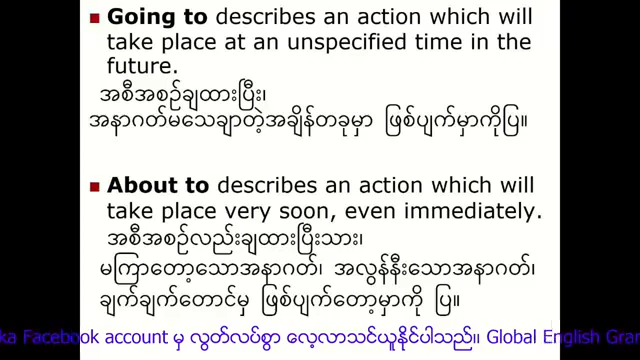 Going to describes an action which will
take place at an unspecified time in the
future.
အစီအစဉ်ချထားပြီး၊
အနာဂတ်မသေချာတဲ့အချိန်တခုမှာ ဖြစ်ပျက်မှာကိုပြ။
About to describes an action which will
take place very soon, even immediately.
အစီအစဉ်လည်းချထားပြီးသား၊
မကြာတော့သောအနာဂတ်၊ အလွန်နီးသောအနာဂတ်၊
ချက်ချက်တောင်မှ ဖြစ်ပျက်တော့မှာကို ပြ။
ka Facebook account မှ လွတ်လပ်စွာ လေ့လာသင်ယူနိုင်ပါသည်။ Global English Gra